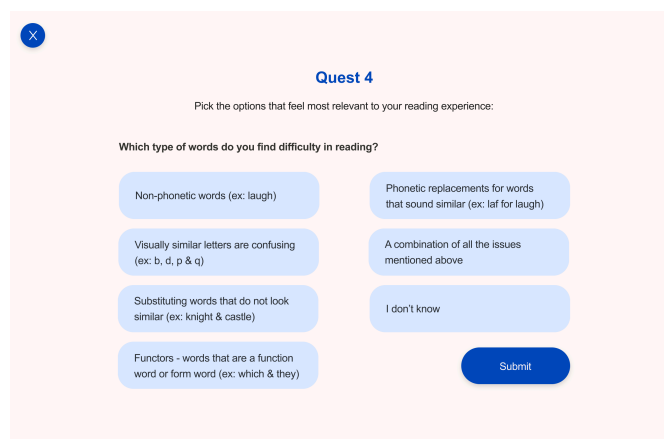 X
Quest 4
Pick the options that feel most relevant to your reading experience:
Which type of words do you find difficulty in reading?
Non-phonetic words (ex: laugh)
Visually similar letters are confusing
(ex: b, d, p & q)
Substituting words that do not look
similar (ex: knight & castle)
Functors - words that are a function
word or form word (ex: which & they)
Phonetic replacements for words
that sound similar (ex: laf for laugh)
A combination of all the issues
mentioned above
I don't know
Submit